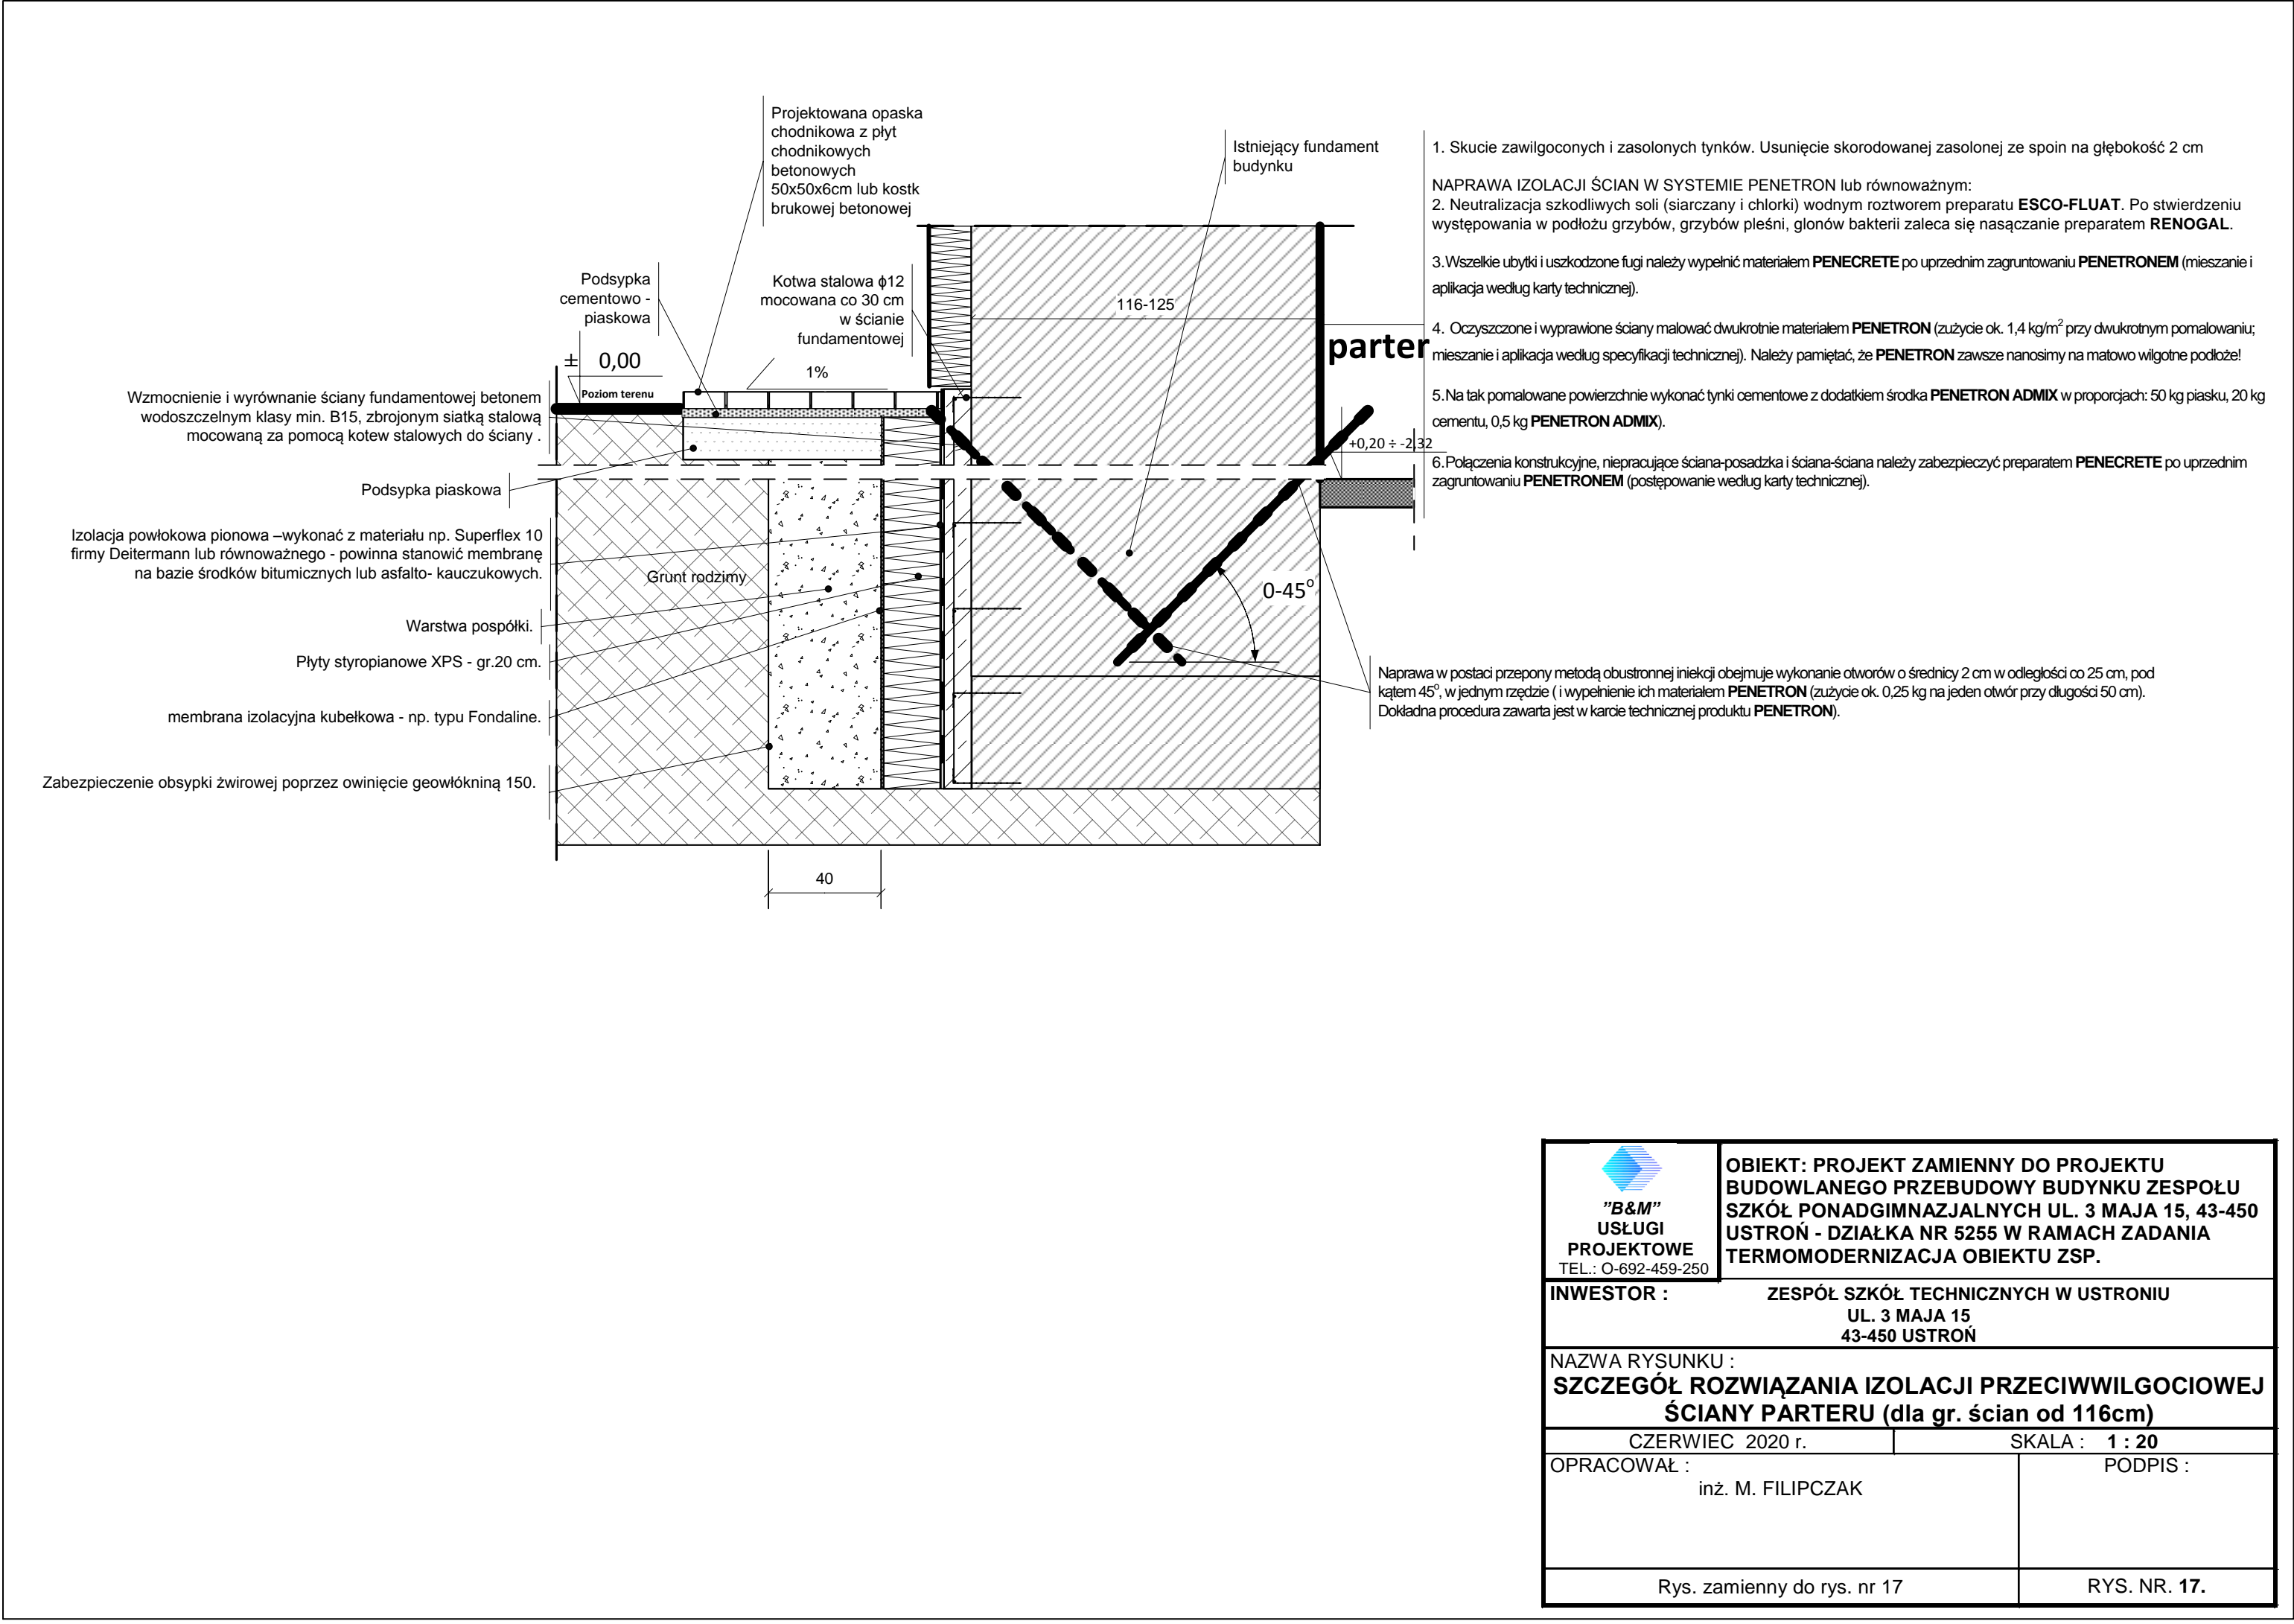 Projektowana opaska
chodnikowa z płyt
chodnikowych
betonowych
50x50x6cm lub kostk
brukowej betonowej
Istniejący fundament
budynku
Podsypka
cementowo -
piaskowa
Kotwa stalowa ϕ12
mocowana co 30 cm
w ścianie
fundamentowej
116-125
parter
± 0,00
Poziom terenu
1%
+0,20 ÷ -2,32
Wzmocnienie i wyrównanie ściany fundamentowej betonem
wodoszczelnym klasy min. B15, zbrojonym siatką stalową
mocowaną za pomocą kotew stalowych do ściany .
Podsypka piaskowa
Izolacja powłokowa pionowa –wykonać z materiału np. Superflex 10
firmy Deitermann lub równoważnego - powinna stanowić membranę
na bazie środków bitumicznych lub asfalto- kauczukowych.
Grunt rodzimy
0-45°
Warstwa pospółki.
Płyty styropianowe XPS - gr.20 cm.
membrana izolacyjna kubełkowa - np. typu Fondaline.
Zabezpieczenie obsypki żwirowej poprzez owinięcie geowłókniną 150.
40
1. Skucie zawilgoconych i zasolonych tynków. Usunięcie skorodowanej zasolonej ze spoin na głębokość 2 cm
NAPRAWA IZOLACJI ŚCIAN W SYSTEMIE PENETRON lub równoważnym:
2. Neutralizacja szkodliwych soli (siarczany i chlorki) wodnym roztworem preparatu ESCO-FLUAT. Po stwierdzeniu
występowania w podłożu grzybów, grzybów pleśni, glonów bakterii zaleca się nasączanie preparatem RENOGAL.
3.Wszelkie ubytki i uszkodzone fugi należy wypełnić materiałem PENECRETE po uprzednim zagruntowaniu PENETRONEM (mieszanie i
aplikacja według karty technicznej).
4. Oczyszczone i wyprawione ściany malować dwukrotnie materiałem PENETRON (zużycie ok. 1,4 kg/m² przy dwukrotnym pomalowaniu;
mieszanie i aplikacja według specyfikacji technicznej). Należy pamiętać, że PENETRON zawsze nanosimy na matowo wilgotne podłoże!
5.Na tak pomalowane powierzchnie wykonać tynki cementowe z dodatkiem środka PENETRON ADMIX w proporcjach: 50 kg piasku, 20 kg
cementu, 0,5 kg PENETRON ADMIX).
6.Połączenia konstrukcyjne, niepracujące ściana-posadzka i ściana-ściana należy zabezpieczyć preparatem PENECRETE po uprzednim
zagruntowaniu PENETRONEM (postępowanie według karty technicznej).
Naprawa w postaci przepony metodą obustronnej iniekcji obejmuje wykonanie otworów o średnicy 2 cm w odległości co 25 cm, pod
kątem 45°, w jednym rzędzie ( i wypełnienie ich materiałem PENETRON (zużycie ok. 0,25 kg na jeden otwór przy długości 50 cm).
Dokładna procedura zawarta jest w karcie technicznej produktu PENETRON).
"B&M"
USŁUGI
PROJEKTOWE
TEL.: O-692-459-250
OBIEKT: PROJEKT ZAMIENNY DO PROJEKTU
BUDOWLANEGO PRZEBUDOWY BUDYNKU ZESPOŁU
SZKÓŁ PONADGIMNAZJALNYCH UL. 3 MAJA 15, 43-450
USTROŃ - DZIAŁKA NR 5255 W RAMACH ZADANIA
TERMOMODERNIZACJA OBIEKTU ZSP.
INWESTOR : ZESPÓŁ SZKÓŁ TECHNICZNYCH W USTRONIU
UL. 3 MAJA 15
43-450 USTROŃ
NAZWA RYSUNKU :
SZCZEGÓŁ ROZWIĄZANIA IZOLACJI PRZECIWWILGOCIOWEJ
ŚCIANY PARTERU (dla gr. ścian od 116cm)
CZERWIEC 2020 r. SKALA : 1 : 20
OPRACOWAŁ : PODPIS :
inż. M. FILIPCZAK
Rys. zamienny do rys. nr 17 RYS. NR. 17.